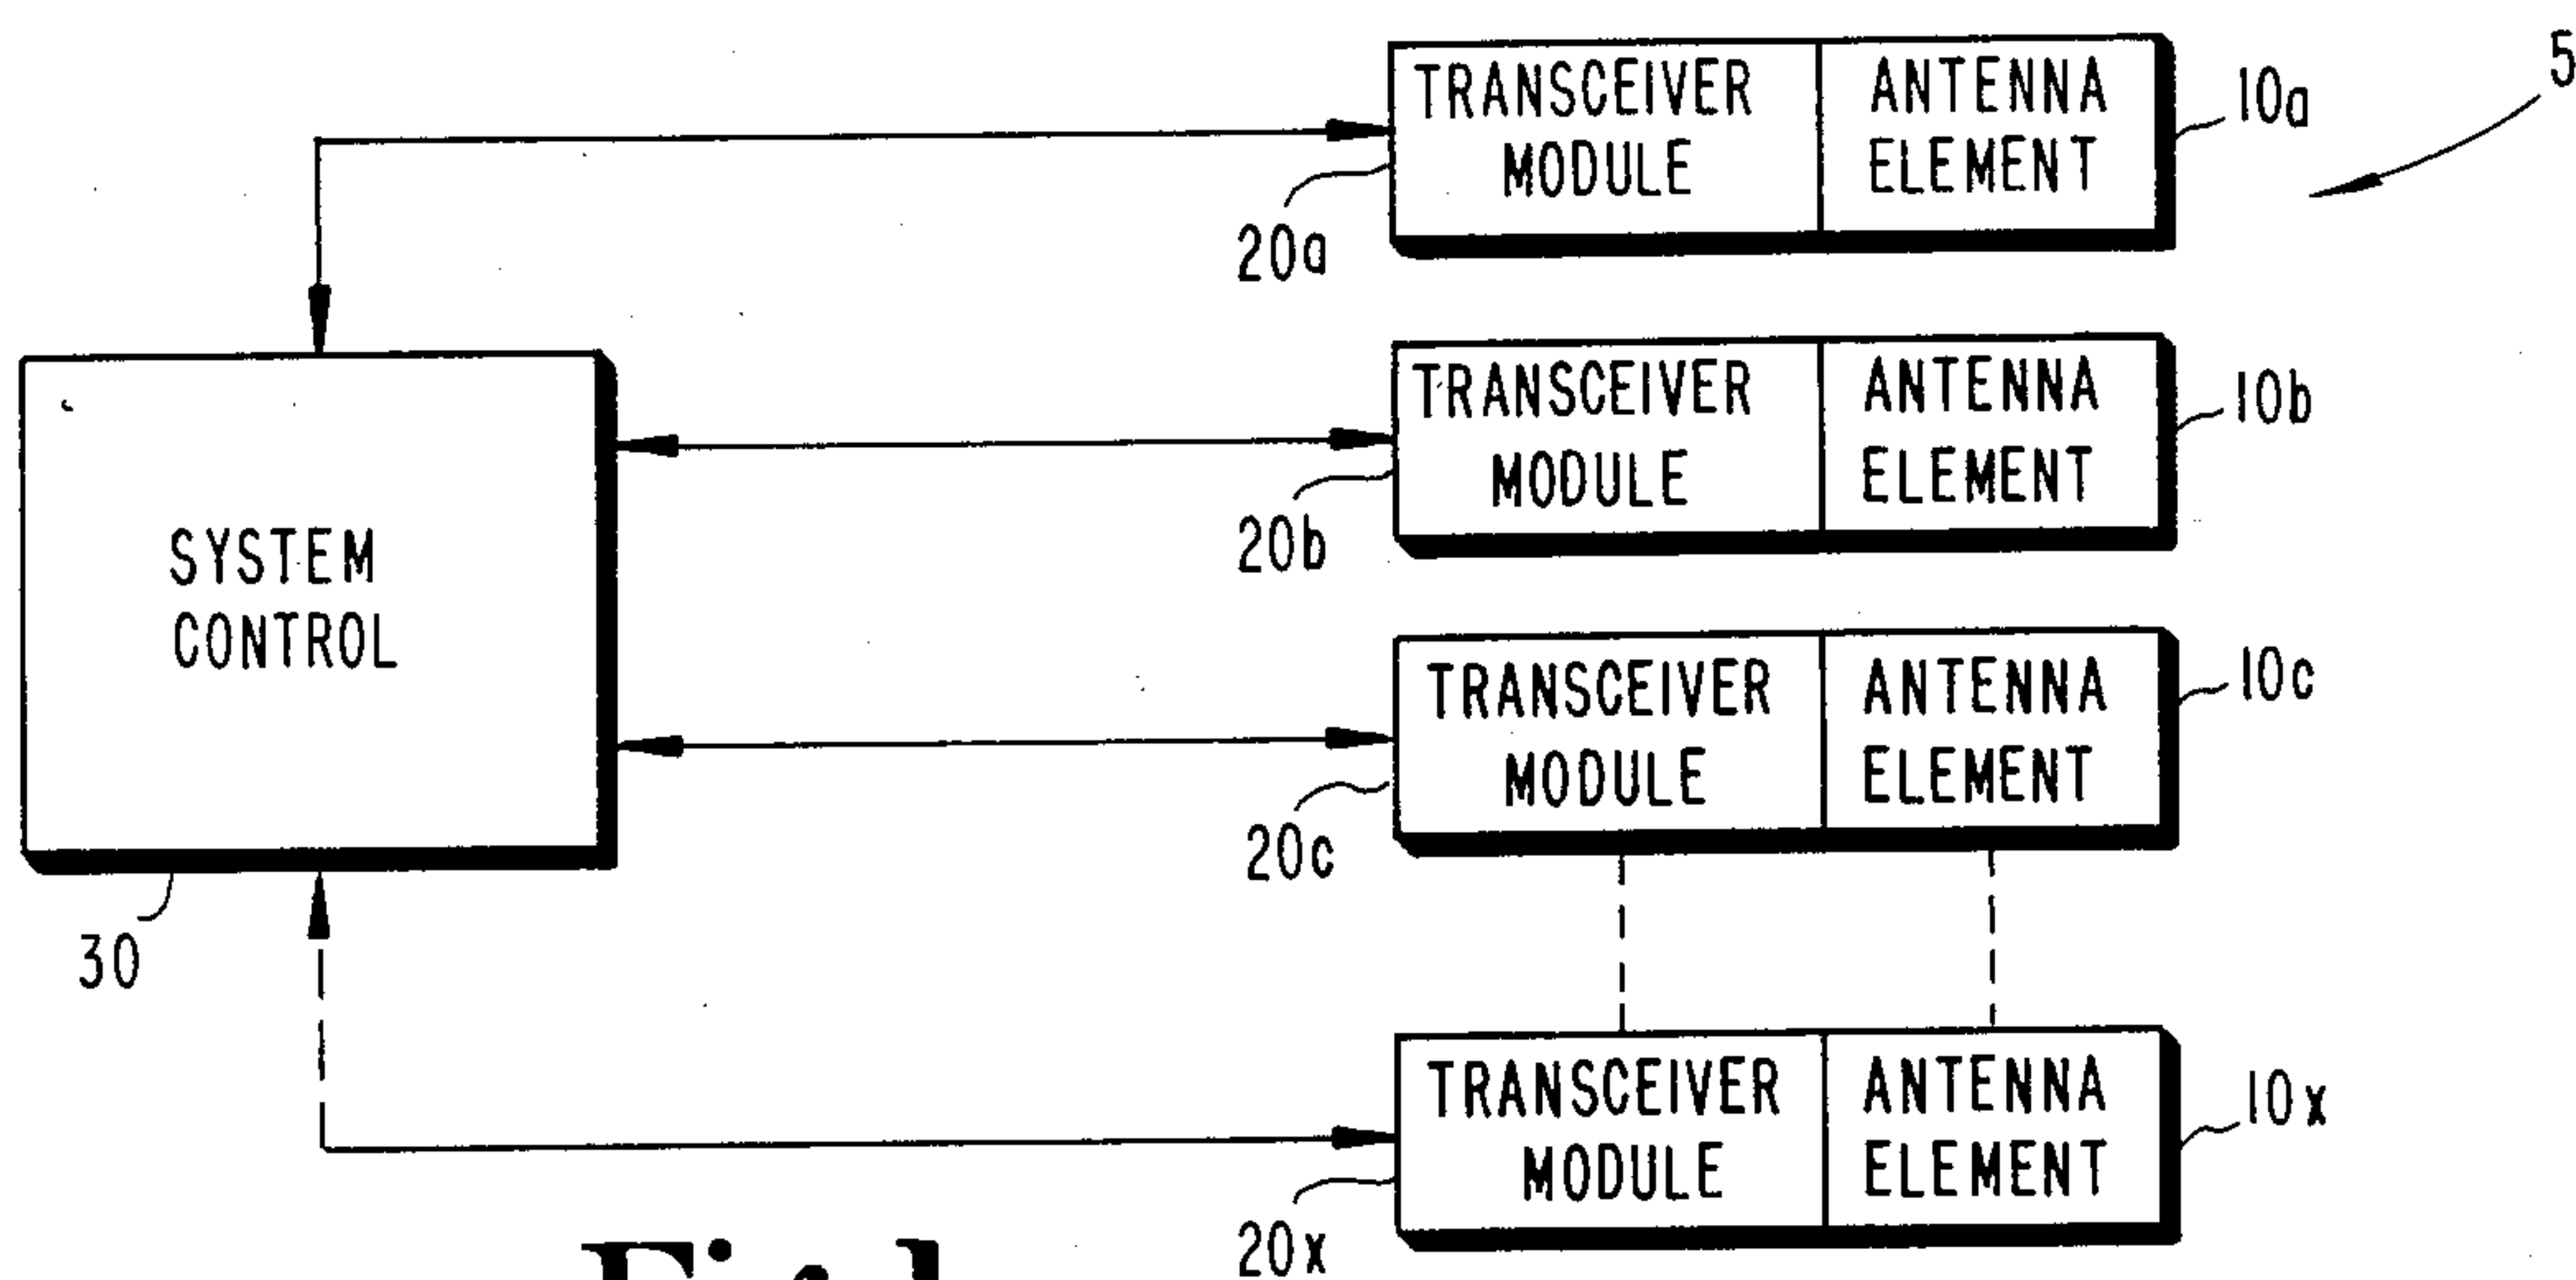 TRANSCEIVER MODULE
ANTENNA ELEMENT
10a
5
20a
TRANSCEIVER MODULE
ANTENNA ELEMENT
10b
20b
SYSTEM
CONTROL
TRANSCEIVER MODULE
ANTENNA ELEMENT
10c
20c
30
TRANSCEIVER MODULE
ANTENNA ELEMENT
10x
20x